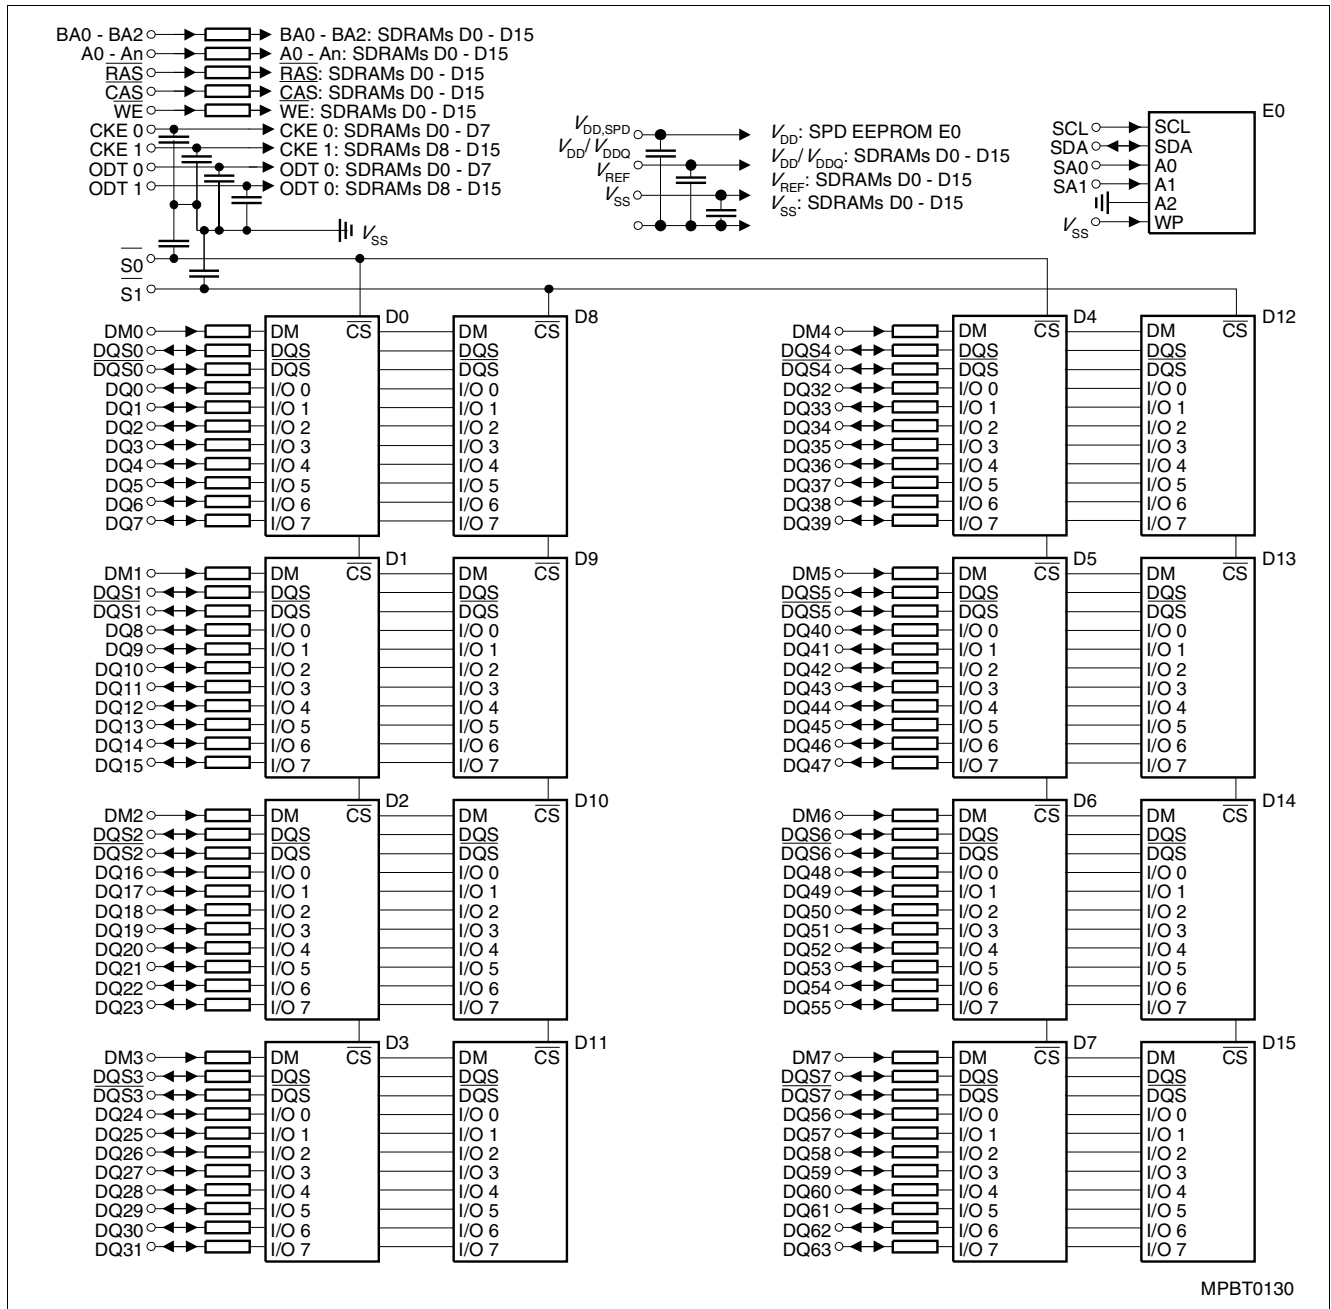 BA0 - BA2 BA0 - BA2: SDRAMs D0 - D15
A0 - An A0 - An: SDRAMs D0 - D15
RAS RAS: SDRAMs D0 - D15
CAS CAS: SDRAMs D0 - D15
WE WE: SDRAMs D0 - D15
CKE 0 CKE 0: SDRAMs D0 - D7
CKE 1 CKE 1: SDRAMs D8 - D15
ODT 0 ODT 0: SDRAMs D0 - D7
ODT 1 ODT 0: SDRAMs D8 - D15
VSS
VDD,SPD VDD: SPD EEPROM E0
VDD/ VDDQ VDD/ VDDQ: SDRAMs D0 - D15
VREF VREF: SDRAMs D0 - D15
VSS VSS: SDRAMs D0 - D15
E0
SCL SCL
SDA SDA
SA0 A0
SA1 A1
A2
VSS WP
S0
S1
D0 D8
DM0 DM CS DM CS
DQS0 DQS DQS
DQS0 DQS DQS
DQ0 I/O 0 I/O 0
DQ1 I/O 1 I/O 1
DQ2 I/O 2 I/O 2
DQ3 I/O 3 I/O 3
DQ4 I/O 4 I/O 4
DQ5 I/O 5 I/O 5
DQ6 I/O 6 I/O 6
DQ7 I/O 7 I/O 7
D4 D12
DM4 DM CS DM CS
DQS4 DQS DQS
DQS4 DQS DQS
DQ32 I/O 0 I/O 0
DQ33 I/O 1 I/O 1
DQ34 I/O 2 I/O 2
DQ35 I/O 3 I/O 3
DQ36 I/O 4 I/O 4
DQ37 I/O 5 I/O 5
DQ38 I/O 6 I/O 6
DQ39 I/O 7 I/O 7
D1 D9
DM1 DM CS DM CS
DQS1 DQS DQS
DQS1 DQS DQS
DQ8 I/O 0 I/O 0
DQ9 I/O 1 I/O 1
DQ10 I/O 2 I/O 2
DQ11 I/O 3 I/O 3
DQ12 I/O 4 I/O 4
DQ13 I/O 5 I/O 5
DQ14 I/O 6 I/O 6
DQ15 I/O 7 I/O 7
D5 D13
DM5 DM CS DM CS
DQS5 DQS DQS
DQS5 DQS DQS
DQ40 I/O 0 I/O 0
DQ41 I/O 1 I/O 1
DQ42 I/O 2 I/O 2
DQ43 I/O 3 I/O 3
DQ44 I/O 4 I/O 4
DQ45 I/O 5 I/O 5
DQ46 I/O 6 I/O 6
DQ47 I/O 7 I/O 7
D2 D10
DM2 DM CS DM CS
DQS2 DQS DQS
DQS2 DQS DQS
DQ16 I/O 0 I/O 0
DQ17 I/O 1 I/O 1
DQ18 I/O 2 I/O 2
DQ19 I/O 3 I/O 3
DQ20 I/O 4 I/O 4
DQ21 I/O 5 I/O 5
DQ22 I/O 6 I/O 6
DQ23 I/O 7 I/O 7
D6 D14
DM6 DM CS DM CS
DQS6 DQS DQS
DQS6 DQS DQS
DQ48 I/O 0 I/O 0
DQ49 I/O 1 I/O 1
DQ50 I/O 2 I/O 2
DQ51 I/O 3 I/O 3
DQ52 I/O 4 I/O 4
DQ53 I/O 5 I/O 5
DQ54 I/O 6 I/O 6
DQ55 I/O 7 I/O 7
D3 D11
DM3 DM CS DM CS
DQS3 DQS DQS
DQS3 DQS DQS
DQ24 I/O 0 I/O 0
DQ25 I/O 1 I/O 1
DQ26 I/O 2 I/O 2
DQ27 I/O 3 I/O 3
DQ28 I/O 4 I/O 4
DQ29 I/O 5 I/O 5
DQ30 I/O 6 I/O 6
DQ31 I/O 7 I/O 7
D7 D15
DM7 DM CS DM CS
DQS7 DQS DQS
DQS7 DQS DQS
DQ56 I/O 0 I/O 0
DQ57 I/O 1 I/O 1
DQ58 I/O 2 I/O 2
DQ59 I/O 3 I/O 3
DQ60 I/O 4 I/O 4
DQ61 I/O 5 I/O 5
DQ62 I/O 6 I/O 6
DQ63 I/O 7 I/O 7
MPBT0130